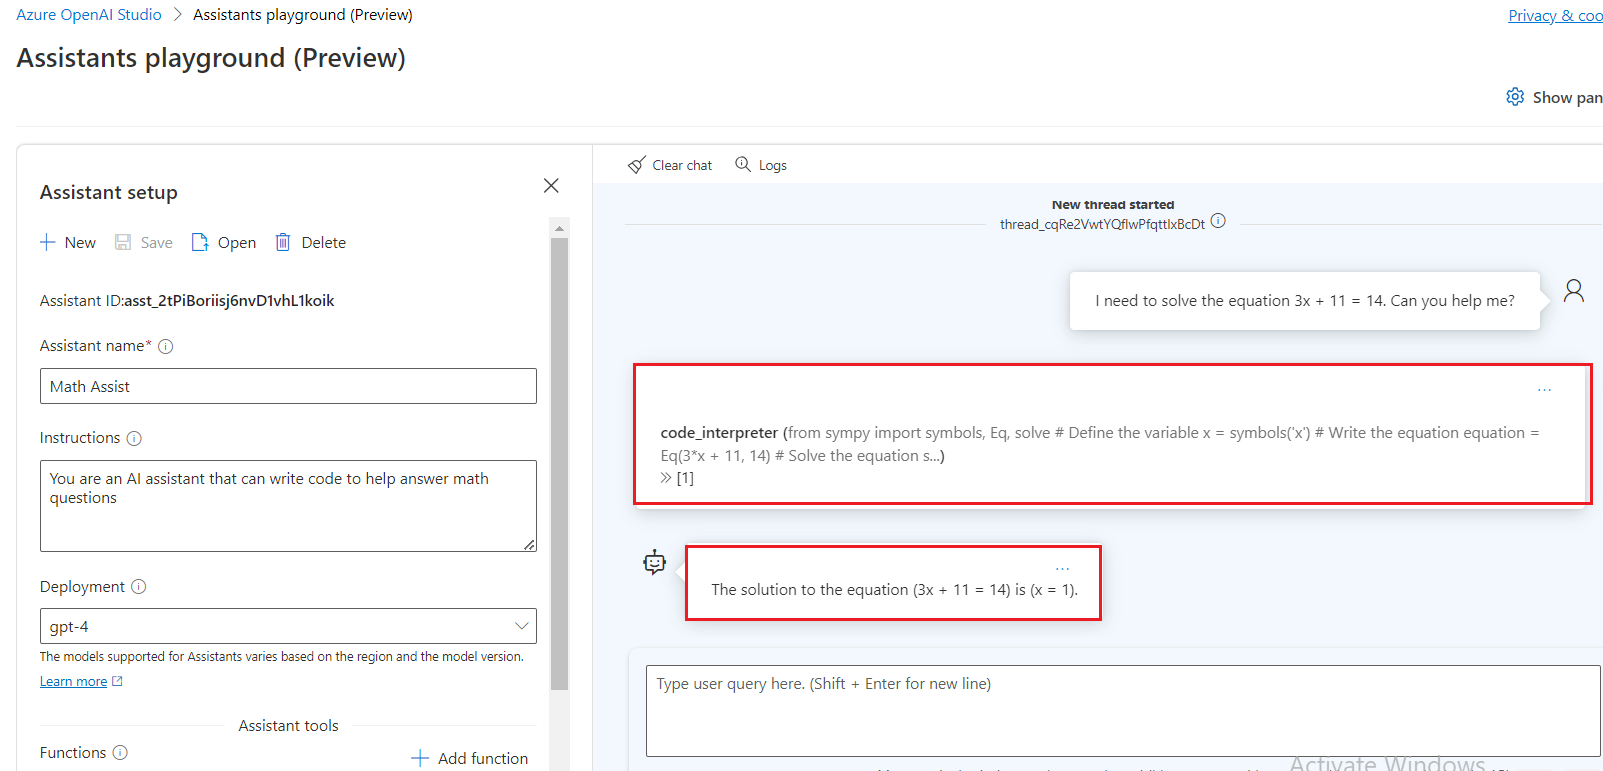 Azure OpenAI Studio > Assistants playground (Preview)
Privacy & coo
Assistants playground (Preview)
Show pan
Assistant setup
New Save Open Delete
Assistant ID:asst_2tPiBoriisj6nvD1vhL1koik
Assistant name*
Math Assist
Instructions
You are an AI assistant that can write code to help answer math
questions
Deployment
gpt-4
The models supported for Assistants varies based on the region and the model version.
Learn more
Assistant tools
Functions
Add function
Clear chat Logs
New thread started
thread_cqRe2VwtYQflwPfqttlxBcDt
I need to solve the equation 3x + 11 = 14. Can you help me?
...
code_interpreter (from sympy import symbols, Eq, solve # Define the variable x = symbols('x') # Write the equation equation =
Eq(3*x + 11, 14) # Solve the equation s...)
>> [1]
...
The solution to the equation (3x + 11 = 14) is (x = 1).
Type user query here. (Shift + Enter for new line)
Activate Windows